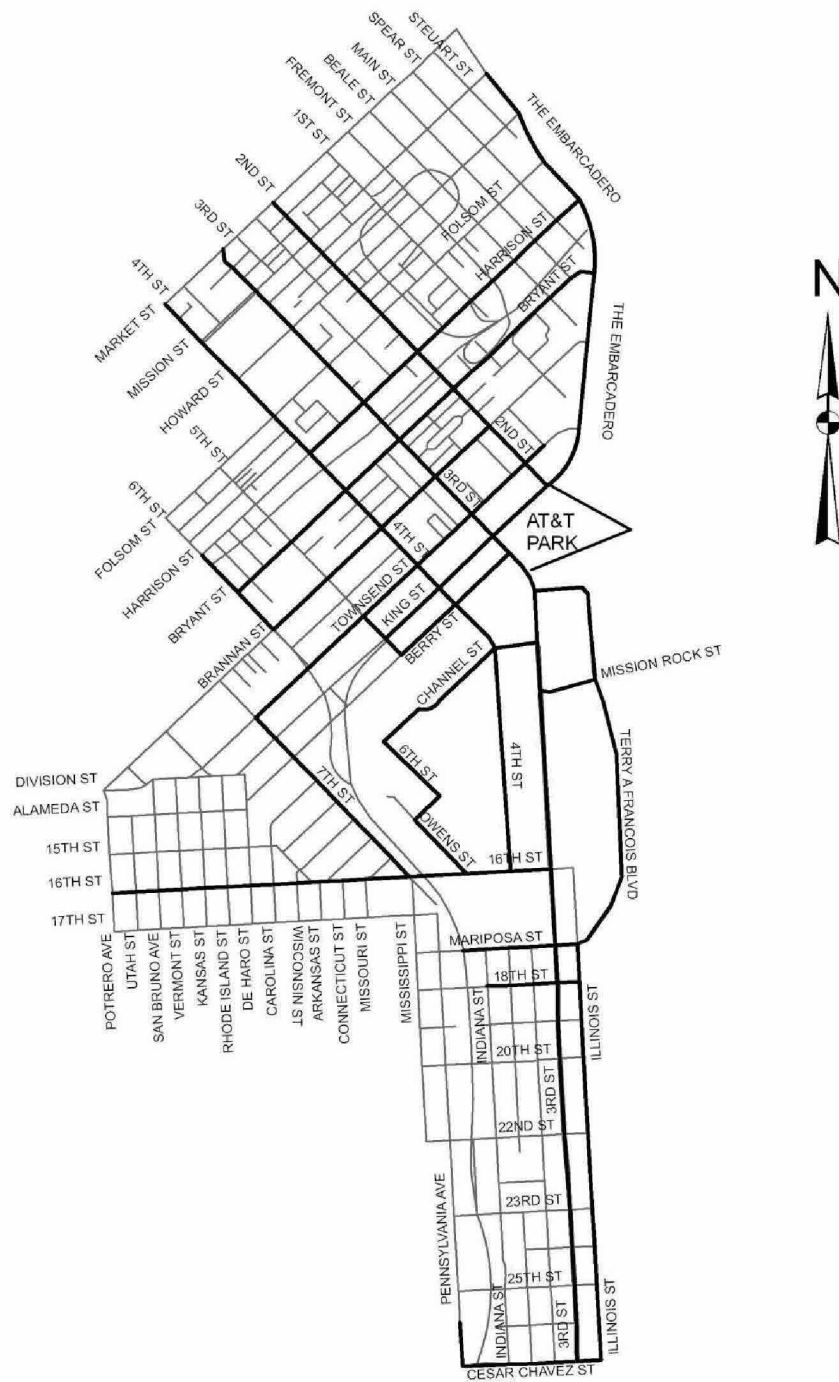 STEUART ST
SPEAR ST
MAIN ST
BEALE ST
FREMONT ST
1ST ST
2ND ST
3RD ST
4TH ST
MARKET ST
MISSION ST
HOWARD ST
THE EMBARCADERO
FOLSOM ST
HARRISON ST
BRYANT ST
N
THE EMBARCADERO
5TH ST
6TH ST
FOLSOM ST
HARRISON ST
BRYANT ST
BRANNAN ST
2ND ST
3RD ST
4TH ST
TOWNSEND ST
KING ST
BERRY ST
CHANNEL ST
AT&T
PARK
MISSION ROCK ST
TERRY A FRANCOIS BLVD
4TH ST
6TH ST
OWENS ST
7TH ST
DIVISION ST
ALAMEDA ST
15TH ST
16TH ST
16TH ST
17TH ST
POTRERO AVE
UTAH ST
SAN BRUNO AVE
VERMONT ST
KANSAS ST
RHODE ISLAND ST
DE HARO ST
CAROLINA ST
WISCONSIN ST
ARKANSAS ST
CONNECTICUT ST
MISSOURI ST
MISSISSIPPI ST
MARIPOSA ST
18TH ST
INDIANA ST
20TH ST
3RD ST
ILLINOIS ST
22ND ST
PENNSYLVANIA AVE
23RD ST
25TH ST
INDIANA ST
3RD ST
ILLINOIS ST
CESAR CHAVEZ ST